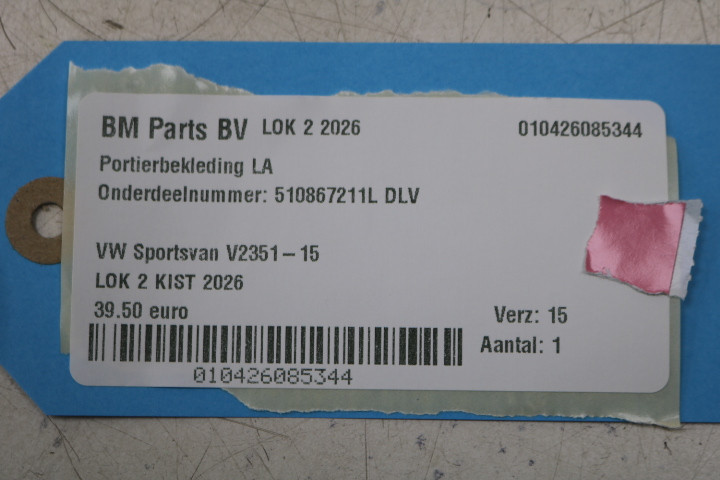 BM Parts BV LOK 2 2026 010426085344
Portierbekleding LA
Onderdeelnummer: 510867211L DLV
VW Sportsvan V2351-15
LOK 2 KIST 2026
39.50 euro Verz: 15
Aantal: 1
010426085344